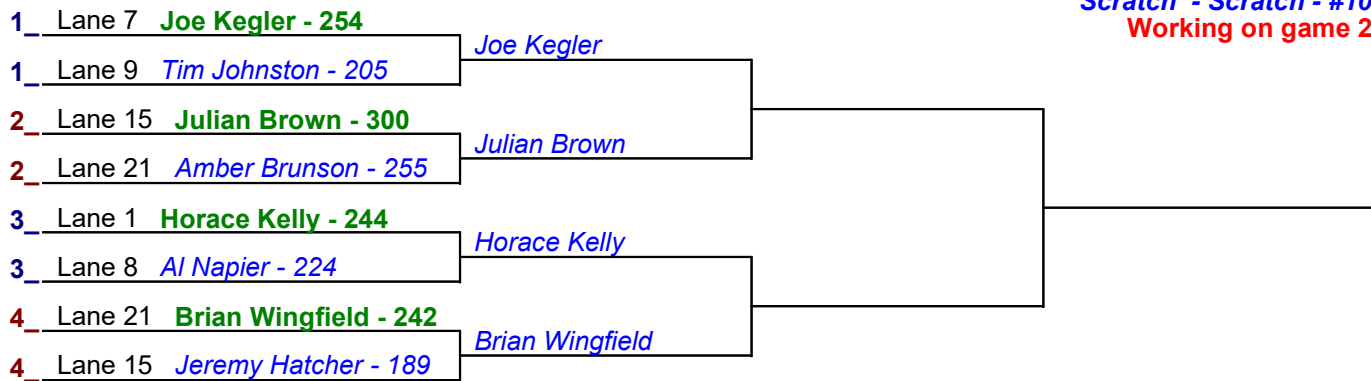 Scratch - Scratch - #10
Working on game 2
1_ Lane 7 Joe Kegler - 254
Joe Kegler
1_ Lane 9 Tim Johnston - 205
2_ Lane 15 Julian Brown - 300
Julian Brown
2_ Lane 21 Amber Brunson - 255
3_ Lane 1 Horace Kelly - 244
Horace Kelly
3_ Lane 8 Al Napier - 224
4_ Lane 21 Brian Wingfield - 242
Brian Wingfield
4_ Lane 15 Jeremy Hatcher - 189